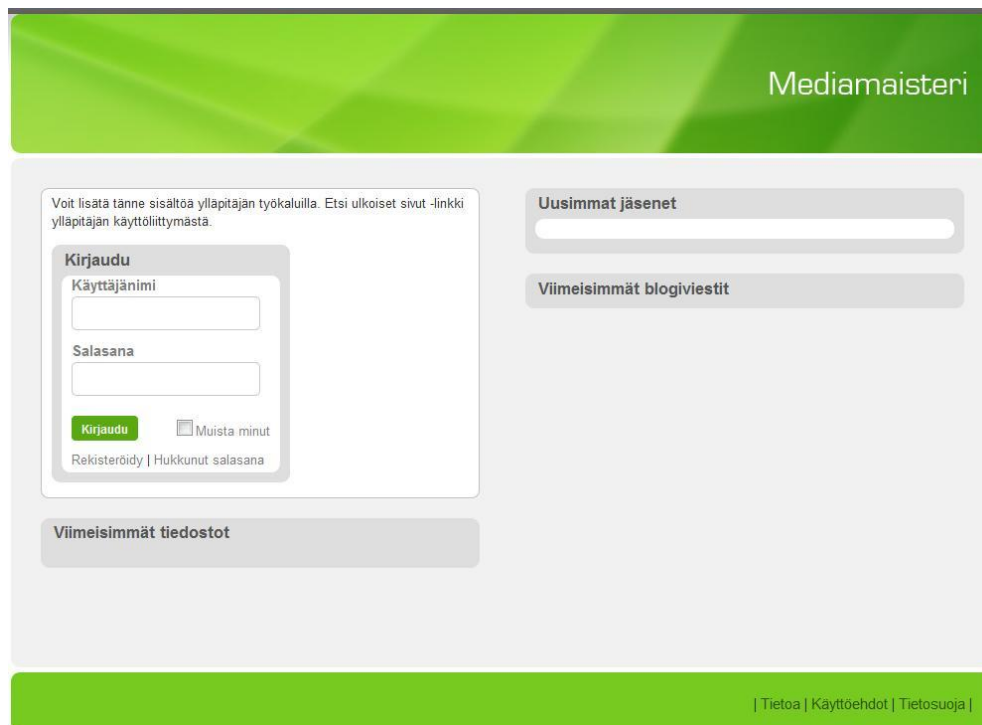 Mediamaisteri
Voit lisätä tänne sisältöä ylläpitäjän työkaluilla. Etsi ulkoiset sivut -linkki
ylläpitäjän käyttöliittymästä.
Kirjaudu
Käyttäjänimi
Salasana
Kirjaudu
Muista minut
Rekisteröidy | Hukkunut salasana
Viimeisimmät tiedostot
Uusimmat jäsenet
Viimeisimmät blogiviestit
| Tietoa | Käyttöehdot | Tietosuoja |